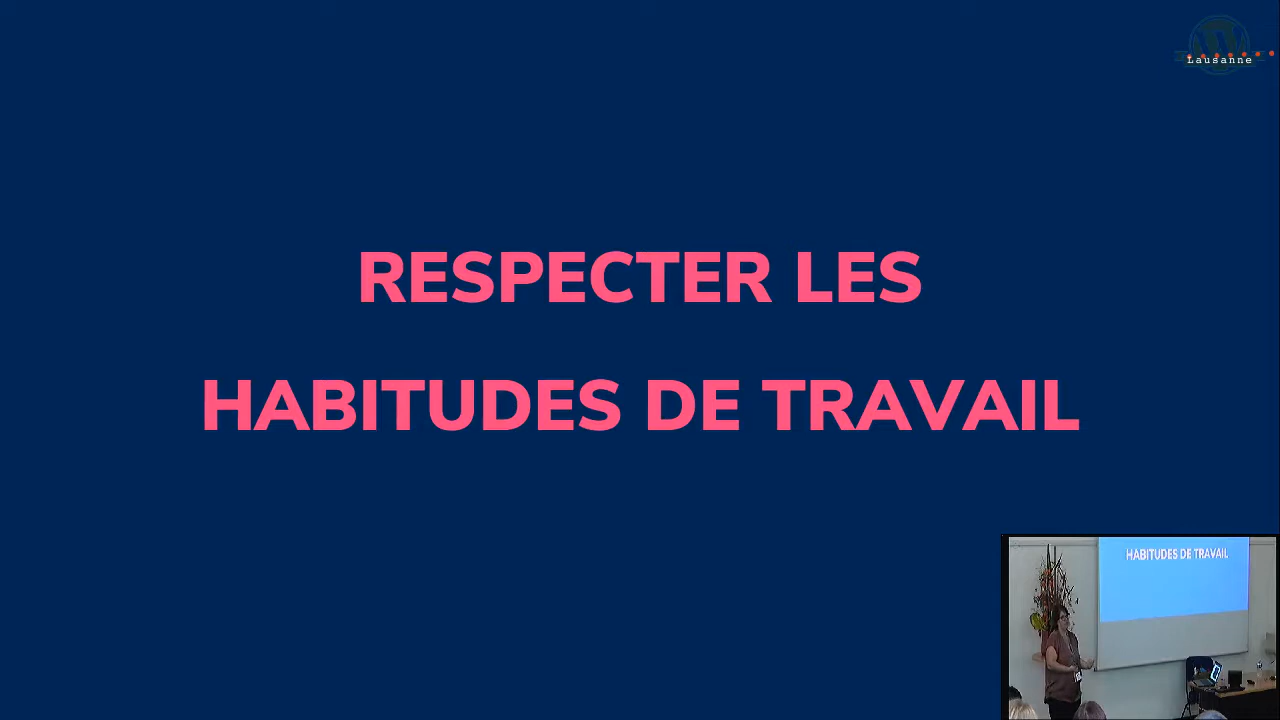 Lausanne
RESPECTER LES
HABITUDES DE TRAVAIL
HABITUDES DE TRAVAIL